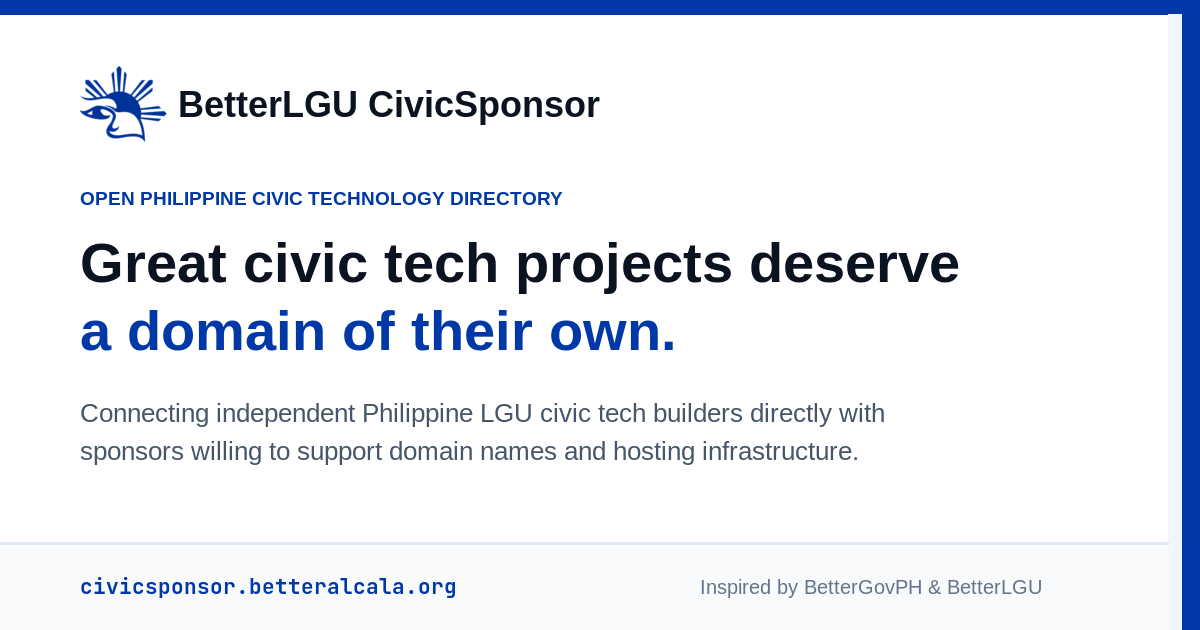 BetterLGU CivicSponsor
OPEN PHILIPPINE CIVIC TECHNOLOGY DIRECTORY
Great civic tech projects deserve
a domain of their own.
Connecting independent Philippine LGU civic tech builders directly with
sponsors willing to support domain names and hosting infrastructure.
civicsponsor.betteralcala.org
Inspired by BetterGovPH & BetterLGU